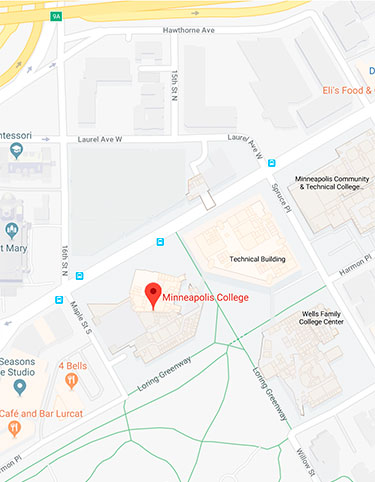 9A
Hawthorne Ave
15th St N
D
Eli's Food &
ntessori
Laurel Ave W
Laurel Ave W
Minneapolis Community
& Technical College...
Spruce Pl
t Mary
16th St N
Technical Building
Harmon Pl
Minneapolis College
Maple St S
Wells Family
College Center
Seasons
e Studio
4 Bells
Loring Greenway
Loring Greenway
Café and Bar Lurcat
Willow St
rmon Pl